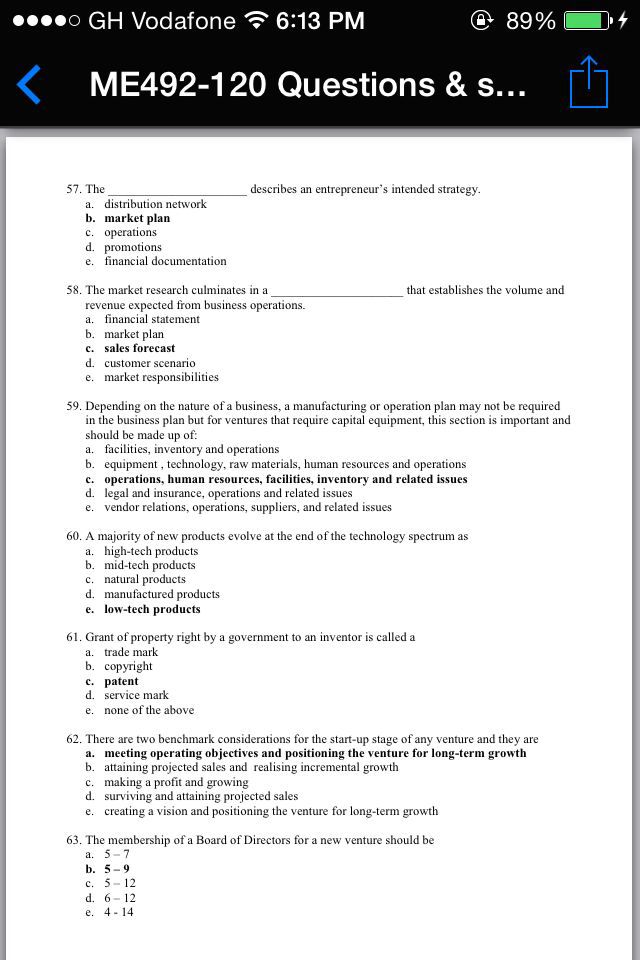 GH Vodafone 6:13 PM 89%
ME492-120 Questions & s...
57. The ______________________ describes an entrepreneur's intended strategy.
a. distribution network
b. market plan
c. operations
d. promotions
e. financial documentation
58. The market research culminates in a _____________________ that establishes the volume and
revenue expected from business operations.
a. financial statement
b. market plan
c. sales forecast
d. customer scenario
e. market responsibilities
59. Depending on the nature of a business, a manufacturing or operation plan may not be required
in the business plan but for ventures that require capital equipment, this section is important and
should be made up of:
a. facilities, inventory and operations
b. equipment , technology, raw materials, human resources and operations
c. operations, human resources, facilities, inventory and related issues
d. legal and insurance, operations and related issues
e. vendor relations, operations, suppliers, and related issues
60. A majority of new products evolve at the end of the technology spectrum as
a. high-tech products
b. mid-tech products
c. natural products
d. manufactured products
e. low-tech products
61. Grant of property right by a government to an inventor is called a
a. trade mark
b. copyright
c. patent
d. service mark
e. none of the above
62. There are two benchmark considerations for the start-up stage of any venture and they are
a. meeting operating objectives and positioning the venture for long-term growth
b. attaining projected sales and realising incremental growth
c. making a profit and growing
d. surviving and attaining projected sales
e. creating a vision and positioning the venture for long-term growth
63. The membership of a Board of Directors for a new venture should be
a. 5 – 7
b. 5 – 9
c. 5 – 12
d. 6 – 12
e. 4 - 14